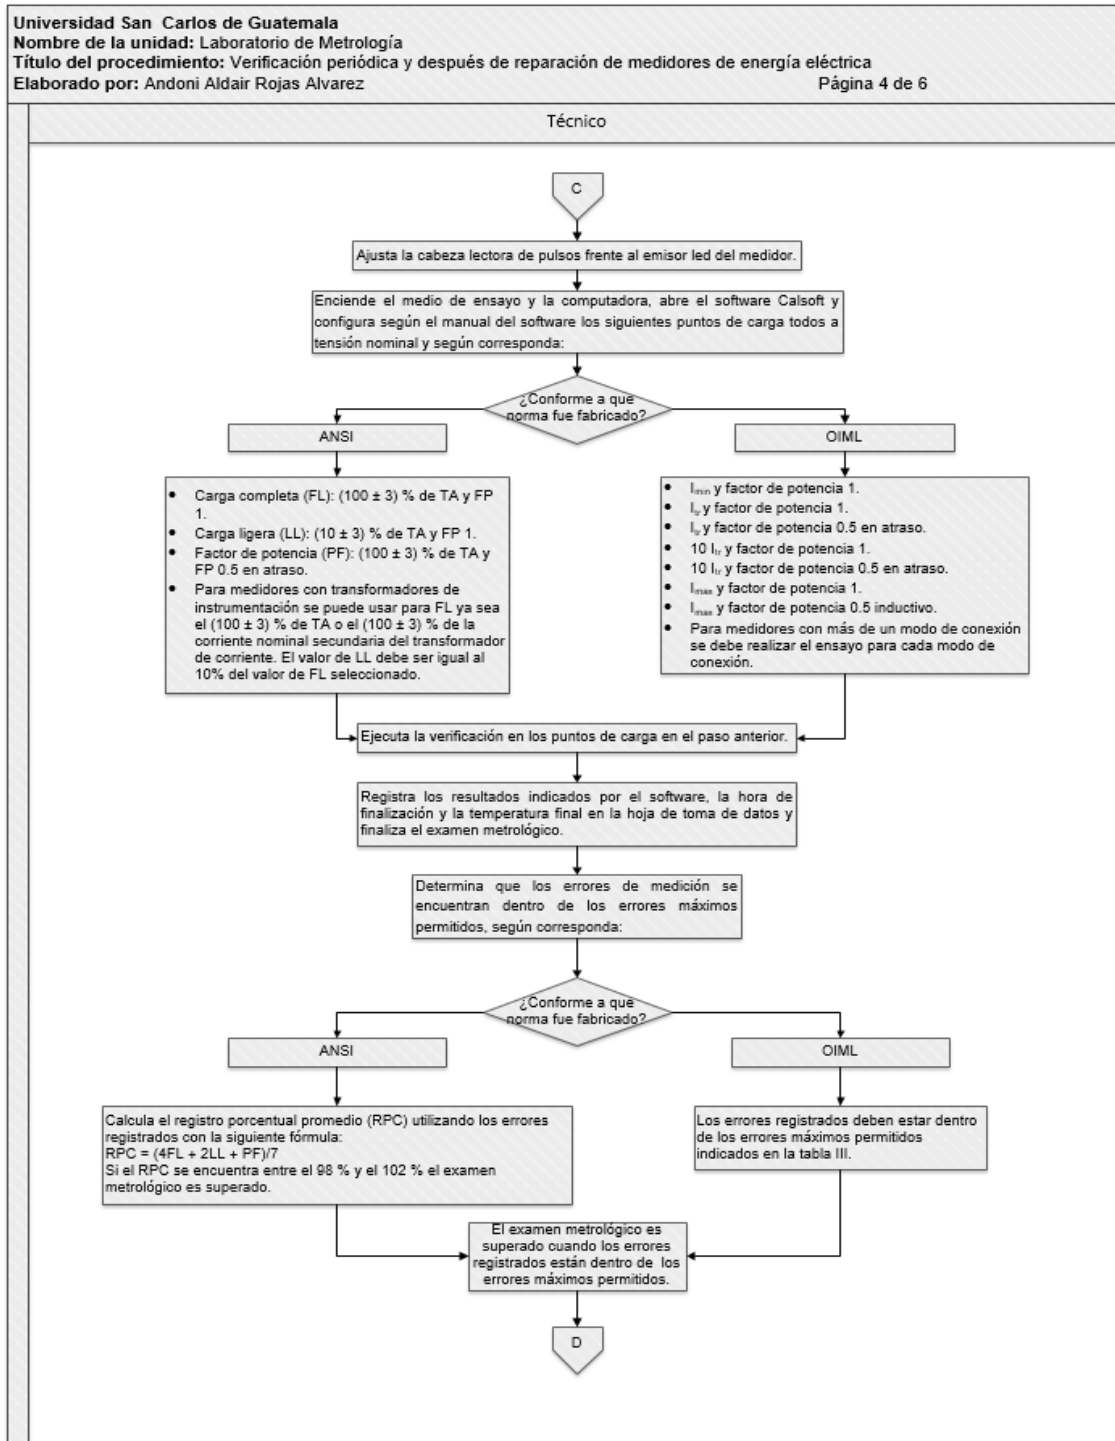 Universidad San Carlos de Guatemala
Nombre de la unidad: Laboratorio de Metrología
Título del procedimiento: Verificación periódica y después de reparación de medidores de energía eléctrica
Elaborado por: Andoni Aldair Rojas Alvarez Página 4 de 6
Técnico
C
Ajusta la cabeza lectora de pulsos frente al emisor led del medidor.
Enciende el medio de ensayo y la computadora, abre el software Calsoft y
configura según el manual del software los siguientes puntos de carga todos a
tensión nominal y según corresponda:
¿Conforme a que
norma fue fabricado?
ANSI
• Carga completa (FL): (100 ± 3) % de TA y FP
1.
• Carga ligera (LL): (10 ± 3) % de TA y FP 1.
• Factor de potencia (PF): (100 ± 3) % de TA y
FP 0.5 en atraso.
• Para medidores con transformadores de
instrumentación se puede usar para FL ya sea
el (100 ± 3) % de TA o el (100 ± 3) % de la
corriente nominal secundaria del transformador
de corriente. El valor de LL debe ser igual al
10% del valor de FL seleccionado.
OIML
• Imin y factor de potencia 1.
• Itr y factor de potencia 1.
• Itr y factor de potencia 0.5 en atraso.
• 10 Itr y factor de potencia 1.
• 10 Itr y factor de potencia 0.5 en atraso.
• Imax y factor de potencia 1.
• Imax y factor de potencia 0.5 inductivo.
• Para medidores con más de un modo de conexión
se debe realizar el ensayo para cada modo de
conexión.
Ejecuta la verificación en los puntos de carga en el paso anterior.
Registra los resultados indicados por el software, la hora de
finalización y la temperatura final en la hoja de toma de datos y
finaliza el examen metrológico.
Determina que los errores de medición se
encuentran dentro de los errores máximos
permitidos, según corresponda:
¿Conforme a que
norma fue fabricado?
ANSI
Calcula el registro porcentual promedio (RPC) utilizando los errores
registrados con la siguiente fórmula:
RPC = (4FL + 2LL + PF)/7
Si el RPC se encuentra entre el 98 % y el 102 % el examen
metrológico es superado.
OIML
Los errores registrados deben estar dentro
de los errores máximos permitidos
indicados en la tabla III.
El examen metrológico es
superado cuando los errores
registrados están dentro de los
errores máximos permitidos.
D